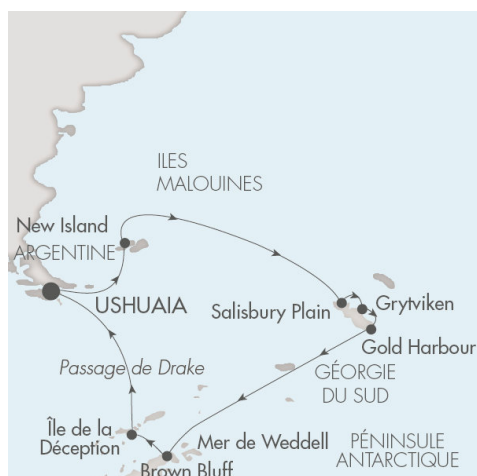 ILES
MALOUINES
New Island
ARGENTINE
USHUAIA
Salisbury Plain
Grytviken
Gold Harbour
Passage de Drake
GÉORGIE
DU SUD
Île de la
Déception
Mer de Weddell
PÉNINSULE
ANTARCTIQUE
Brown Bluff